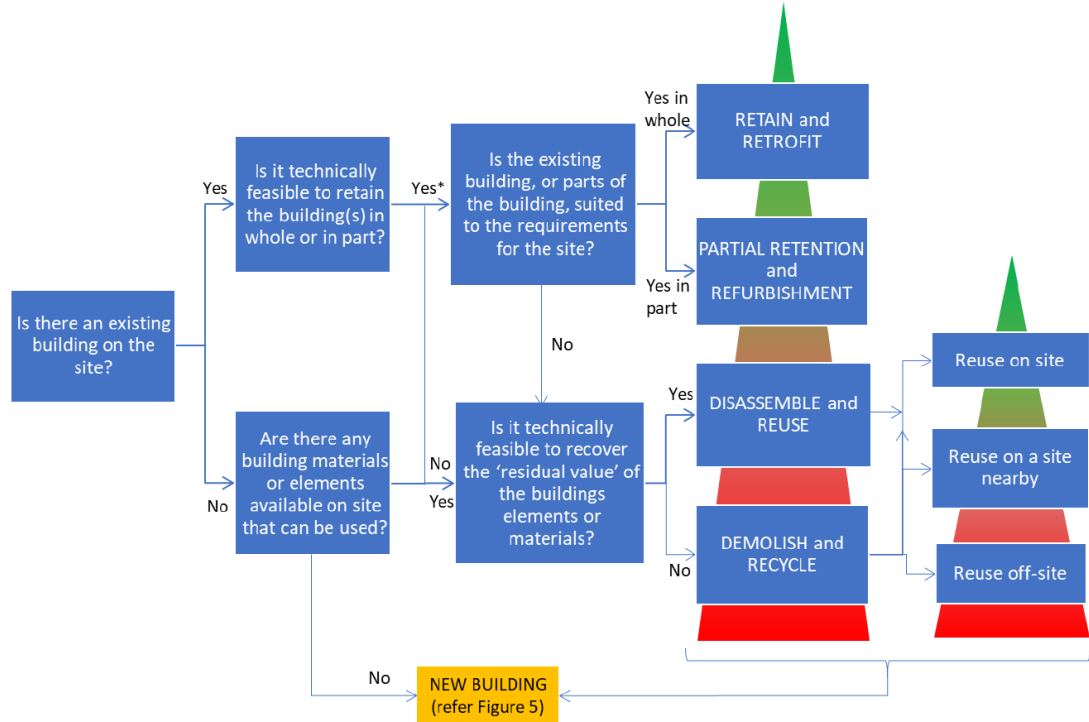 Is there an existing
building on the
site?
Yes
No
Is it technically
feasible to retain
the building(s) in
whole or in part?
Are there any
building materials
or elements
available on site
that can be used?
Yes*
No
Yes
No
Is the existing
building, or parts of
the building, suited
to the requirements
for the site?
No
Is it technically
feasible to recover
the ‘residual value’ of
the buildings
elements or
materials?
Yes in
whole
Yes in
part
Yes
No
RETAIN and
RETROFIT
PARTIAL RETENTION
and
REFURBISHMENT
DISASSEMBLE and
REUSE
DEMOLISH and
RECYCLE
Reuse on site
Reuse on a site
nearby
Reuse off-site
NEW BUILDING
(refer Figure 5)